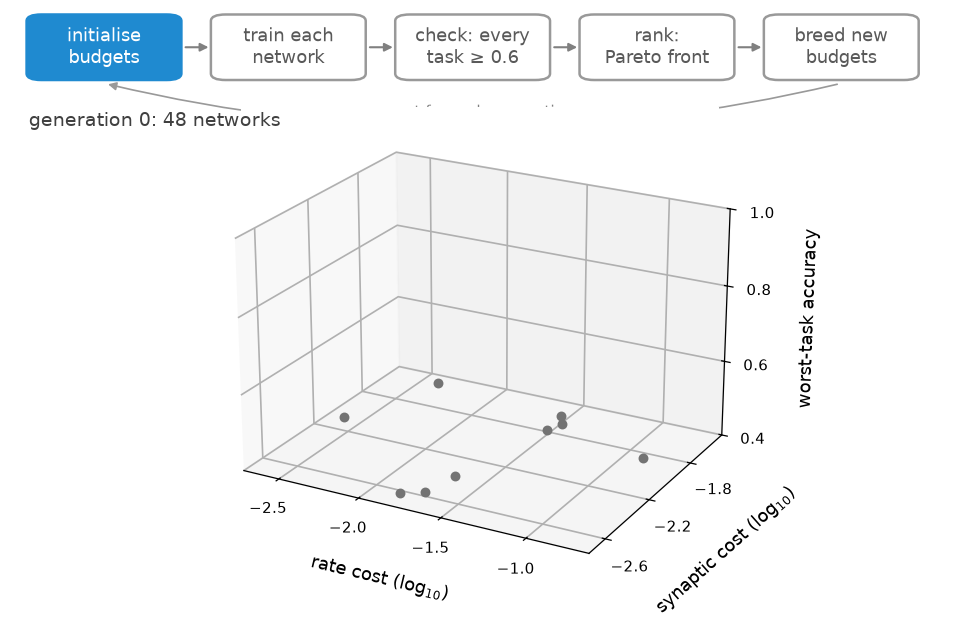 initialise
budgets
train each
network
check: every
task ≥ 0.6
rank:
Pareto front
breed new
budgets
generation 0: 48 networks
1.0
0.8
0.6
0.4
worst-task accuracy
−2.5
−2.0
−1.5
−1.0
rate cost (log₁₀)
−1.8
−2.2
−2.6
synaptic cost (log₁₀)